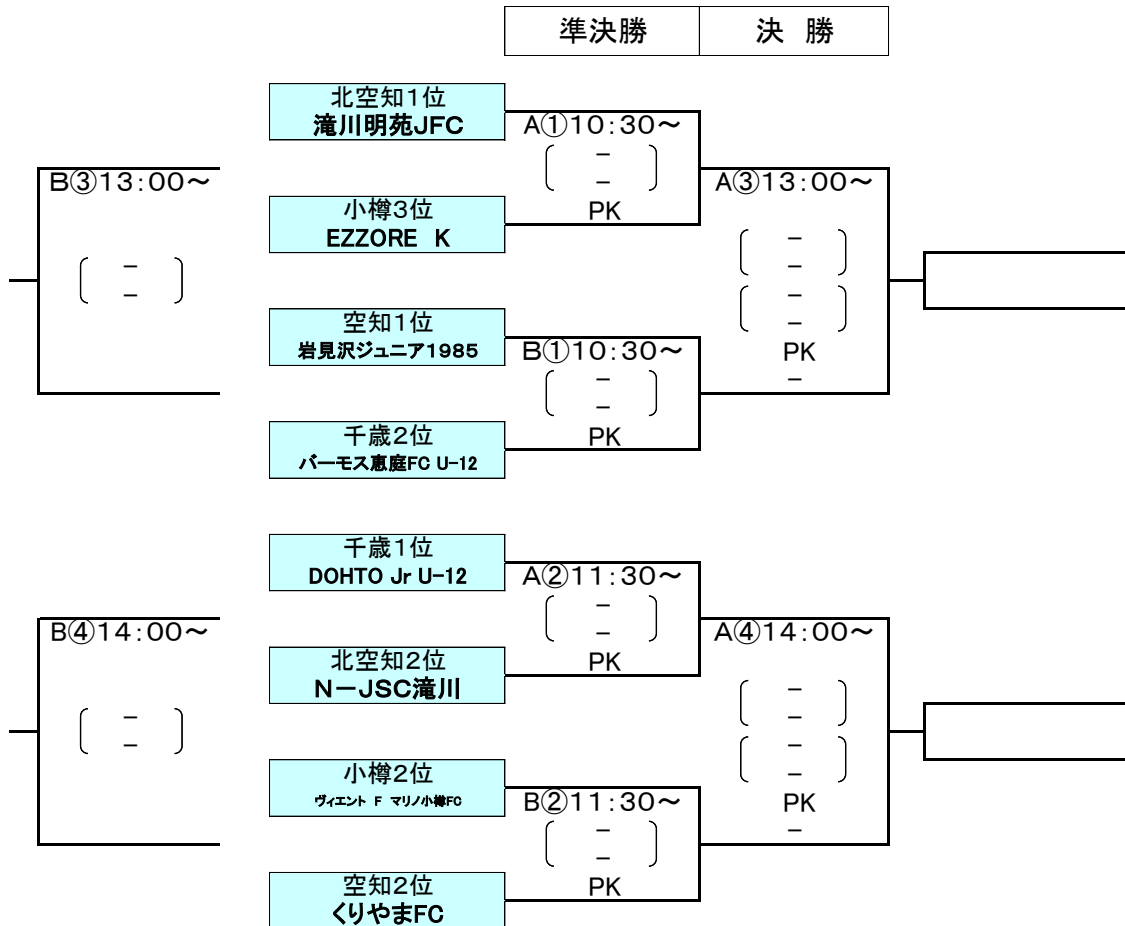 準決勝
決 勝
北空知1位
滝川明苑JFC
A①10:30~
-
-
PK
小樽3位
EZZORE K
B③13:00~
-
-
A③13:00~
-
-
-
-
PK
-
空知1位
岩見沢ジュニア1985
B①10:30~
-
-
PK
千歳2位
バーモス恵庭FC U-12
千歳1位
DOHTO Jr U-12
A②11:30~
-
-
PK
北空知2位
N-JSC滝川
B④14:00~
-
-
A④14:00~
-
-
-
-
PK
-
小樽2位
ヴィエント F マリノ小樽FC
B②11:30~
-
-
PK
空知2位
くりやまFC